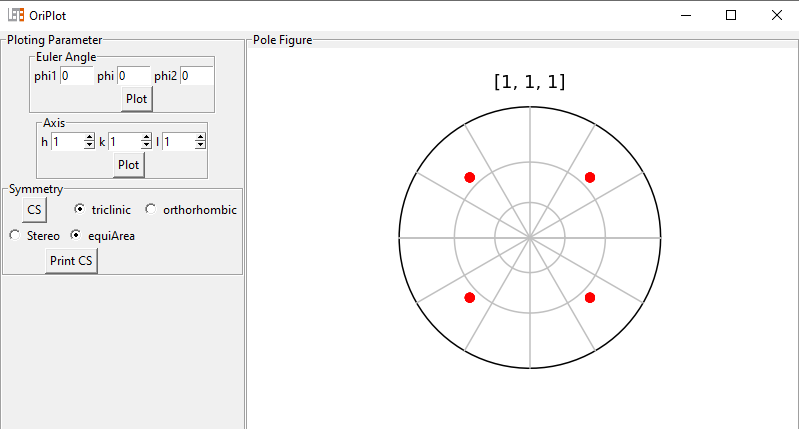 OriPlot
Ploting Parameter
Euler Angle
phi1 0 phi 0 phi2 0
Plot
Axis
h 1 k 1 l 1
Plot
Symmetry
CS triclinic orthorhombic
Stereo equiArea
Print CS
Pole Figure
[1, 1, 1]